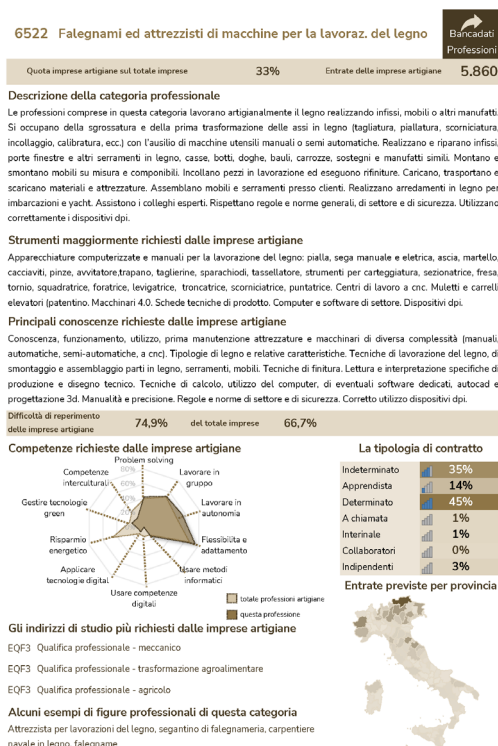 6522 Falegnami ed attrezzisti di macchine per la lavoraz. del legno
Bancadati
Professioni
Quota imprese artigiane sul totale imprese 33% Entrate delle imprese artigiane 5.860
Descrizione della categoria professionale
Le professioni comprese in questa categoria lavorano artigianalmente il legno realizzando infissi, mobili o altri manufatti.
Si occupano della sgrossatura e della prima trasformazione delle assi in legno (tagliatura, piallatura, scorniciatura,
incollaggio, calibratura, ecc.) con l'ausilio di macchine utensili manuali o semi automatiche. Realizzano e riparano infissi,
porte finestre e altri serramenti in legno, casse, botti, doghe, bauli, carrozze, sostegni e manufatti simili. Montano e
smontano mobili su misura e componibili. Incollano pezzi in lavorazione ed eseguono rifiniture. Caricano, trasportano e
scaricano materiali e attrezzature. Assemblano mobili e serramenti presso clienti. Realizzano arredamenti in legno per
imbarcazioni e yacht. Assistono i colleghi esperti. Rispettano regole e norme generali, di settore e di sicurezza. Utilizzano
correttamente i dispositivi dpi.
Strumenti maggiormente richiesti dalle imprese artigiane
Apparecchiature computerizzate e manuali per la lavorazione del legno: pialla, sega manuale e eletrica, ascia, martello,
cacciaviti, pinze, avvitatore,trapano, taglierine, sparachiodi, tassellatore, strumenti per carteggiatura, sezionatrice, fresa,
tornio, squadratrice, foratrice, levigatrice, troncatrice, scorniciatrice, puntatrice. Centri di lavoro a cnc. Muletti e carrelli
elevatori (patentino. Macchinari 4.0. Schede tecniche di prodotto. Computer e software di settore. Dispositivi dpi.
Principali conoscenze richieste dalle imprese artigiane
Conoscenza, funzionamento, utilizzo, prima manutenzione attrezzature e macchinari di diversa complessità (manuali,
automatiche, semi-automatiche, a cnc). Tipologie di legno e relative caratteristiche. Tecniche di lavorazione del legno, di
smontaggio e assemblaggio parti in legno, serramenti, mobili. Tecniche di finitura. Lettura e interpretazione specifiche di
produzione e disegno tecnico. Tecniche di calcolo, utilizzo del computer, di eventuali software dedicati, autocad e
progettazione 3d. Manualità e precisione. Regole e norme di settore e di sicurezza. Corretto utilizzo dispositivi dpi.
Difficoltà di reperimento
delle imprese artigiane 74,9% del totale imprese 66,7%
Competenze richieste dalle imprese artigiane
Problem solving
80%
60%
40%
20%
Lavorare in
gruppo
Lavorare in
autonomia
Flessibilità e
adattamento
Usare metodi
informatici
Usare competenze
digitali
Applicare
tecnologie digitali
Risparmio
energetico
Gestire tecnologie
green
Competenze
interculturali
totale professioni artigiane
questa professione
La tipologia di contratto
Indeterminato 35%
Apprendista 14%
Determinato 45%
A chiamata 1%
Interinale 1%
Collaboratori 0%
Indipendenti 3%
Entrate previste per provincia
Gli indirizzi di studio più richiesti dalle imprese artigiane
EQF3 Qualifica professionale - meccanico
EQF3 Qualifica professionale - trasformazione agroalimentare
EQF3 Qualifica professionale - agricolo
Alcuni esempi di figure professionali di questa categoria
Attrezzista per lavorazioni del legno, segantino di falegnameria, carpentiere
navale in legno, falegname